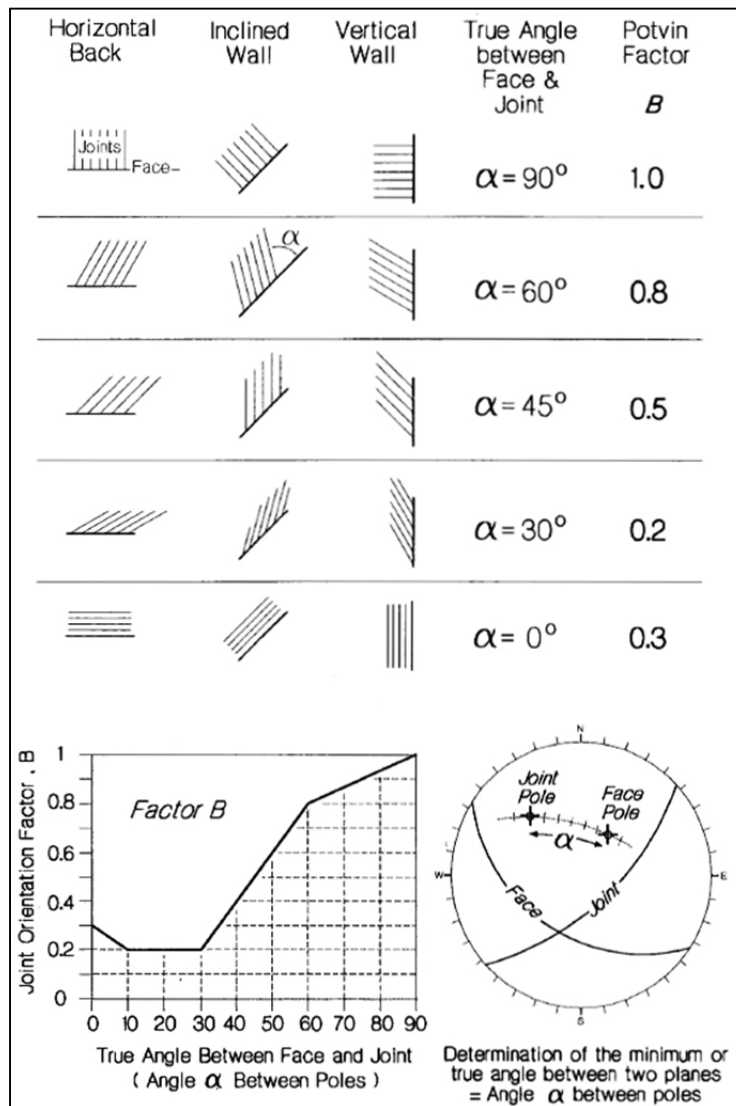 Horizontal Back
Inclined Wall
Vertical Wall
True Angle between Face & Joint
Potvin Factor B
Joints
Face
α = 90° 1.0
α
α = 60° 0.8
α = 45° 0.5
α = 30° 0.2
α = 0° 0.3
Joint Orientation Factor, B
1
0.8
0.6
0.4
0.2
0
Factor B
0 10 20 30 40 50 60 70 80 90
True Angle Between Face and Joint
( Angle α Between Poles )
N
Joint Pole
Face Pole
α
W
E
Face
Joint
S
Determination of the minimum or
true angle between two planes
= Angle α between poles